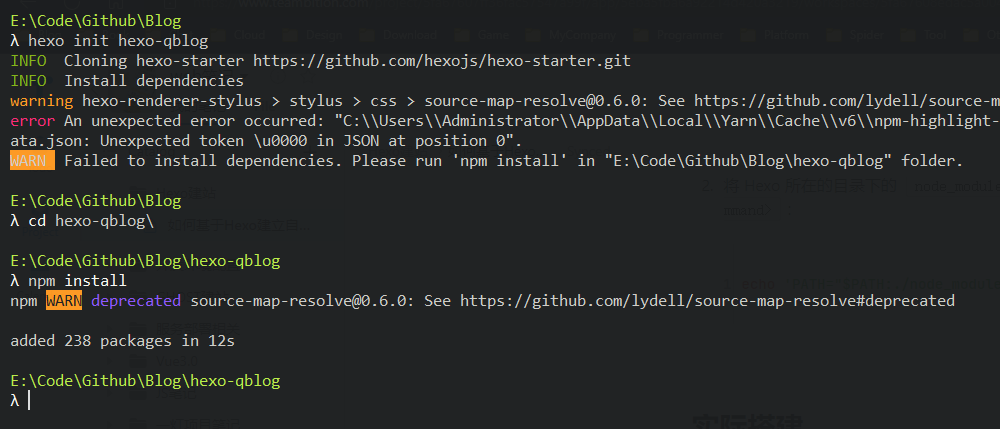 E:\Code\Github\Blog
λ hexo init hexo-qblog
INFO  Cloning hexo-starter https://github.com/hexojs/hexo-starter.git
INFO  Install dependencies
warning hexo-renderer-stylus > stylus > css > source-map-resolve@0.6.0: See https://github.com/lydell/source-m
error An unexpected error occurred: "C:\\Users\\Administrator\\AppData\\Local\\Yarn\\Cache\\v6\\npm-highlight-
ata.json: Unexpected token \u0000 in JSON at position 0".
WARN  Failed to install dependencies. Please run 'npm install' in "E:\Code\Github\Blog\hexo-qblog" folder.
E:\Code\Github\Blog
λ cd hexo-qblog\
E:\Code\Github\Blog\hexo-qblog
λ npm install
npm WARN deprecated source-map-resolve@0.6.0: See https://github.com/lydell/source-map-resolve#deprecated
added 238 packages in 12s
E:\Code\Github\Blog\hexo-qblog
λ